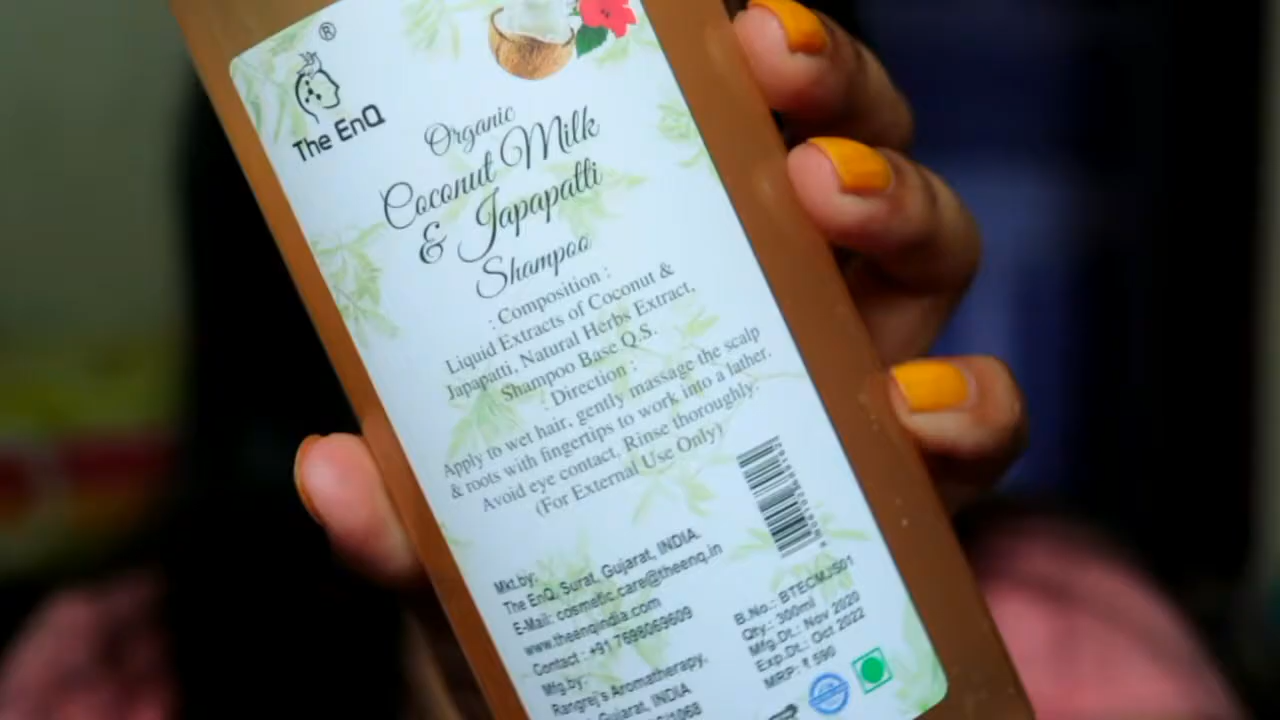 ®
The EnQ
Organic
Coconut Milk
& Japapatti
Shampoo
: Composition :
Liquid Extracts of Coconut &
Japapatti, Natural Herbs Extract,
Shampoo Base Q.S.
: Direction :
Apply to wet hair, gently massage the scalp
& roots with fingertips to work into a lather.
Avoid eye contact, Rinse thoroughly.
(For External Use Only)
Mkt.by:
The EnQ, Surat, Gujarat, INDIA.
E-Mail: cosmetic.care@theenq.in
www.theenqindia.com
Contact : +91 7698069609
Mfg.by:
Rangrej's Aromatherapy,
Gujarat, INDIA
B.No.: BTECMJS01
Qty.: 300ml
Mfg.Dt.: Nov 2020
Exp.Dt.: Oct 2022
MRP: ₹ 590